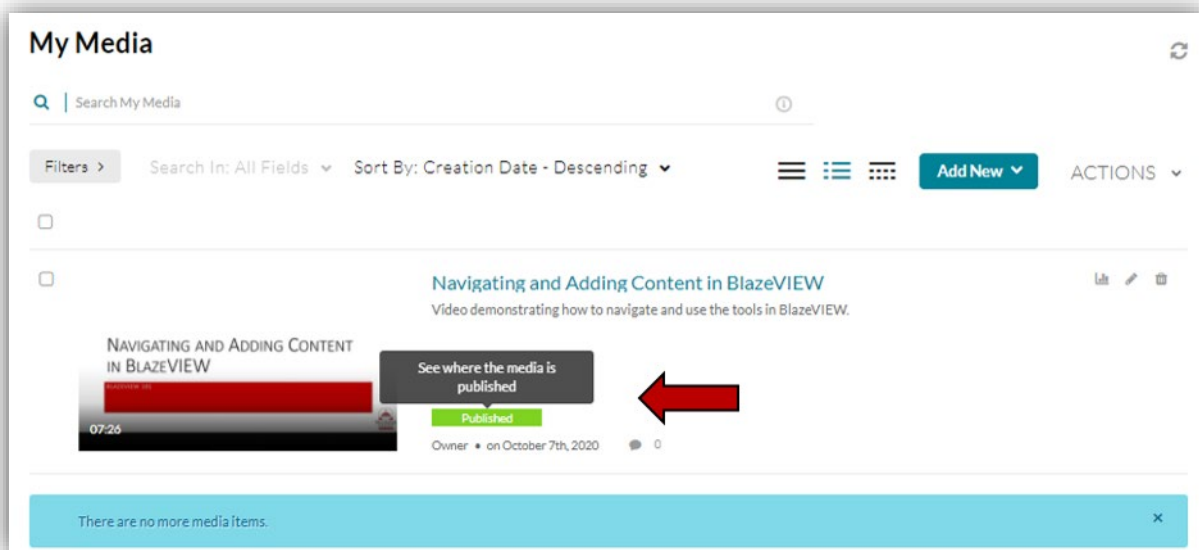 My Media
Search My Media
Filters >
Search In: All Fields
Sort By: Creation Date - Descending
Add New
ACTIONS
Navigating and Adding Content in BlazeVIEW
Video demonstrating how to navigate and use the tools in BlazeVIEW.
NAVIGATING AND ADDING CONTENT
IN BLAZEVIEW
BLAZEVIEW 101
07:26
See where the media is
published
Published
Owner • on October 7th, 2020
0
There are no more media items.
×